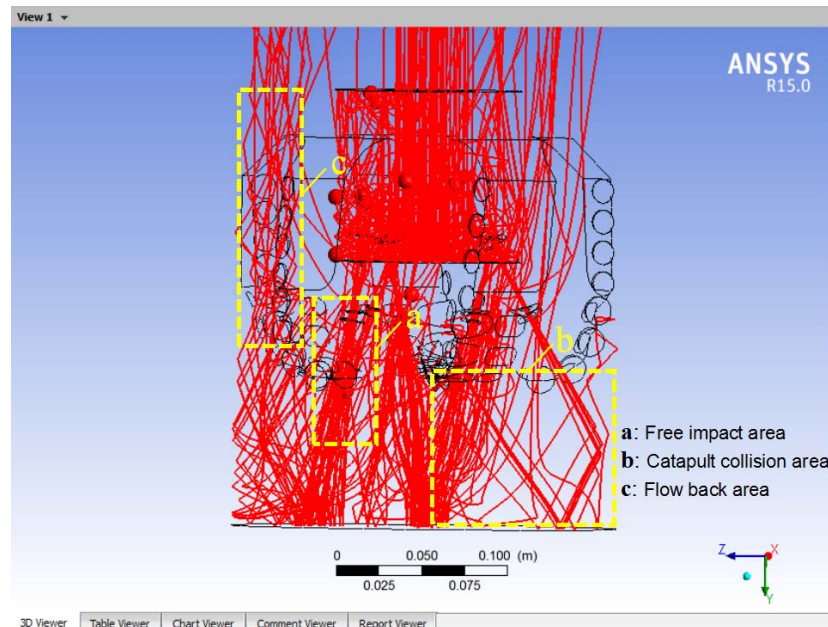 View 1
ANSYS
R15.0
c
a
b
a: Free impact area
b: Catapult collision area
c: Flow back area
0 0.050 0.100 (m)
0.025 0.075
Z X
Y
3D Viewer Table Viewer Chart Viewer Comment Viewer Report Viewer